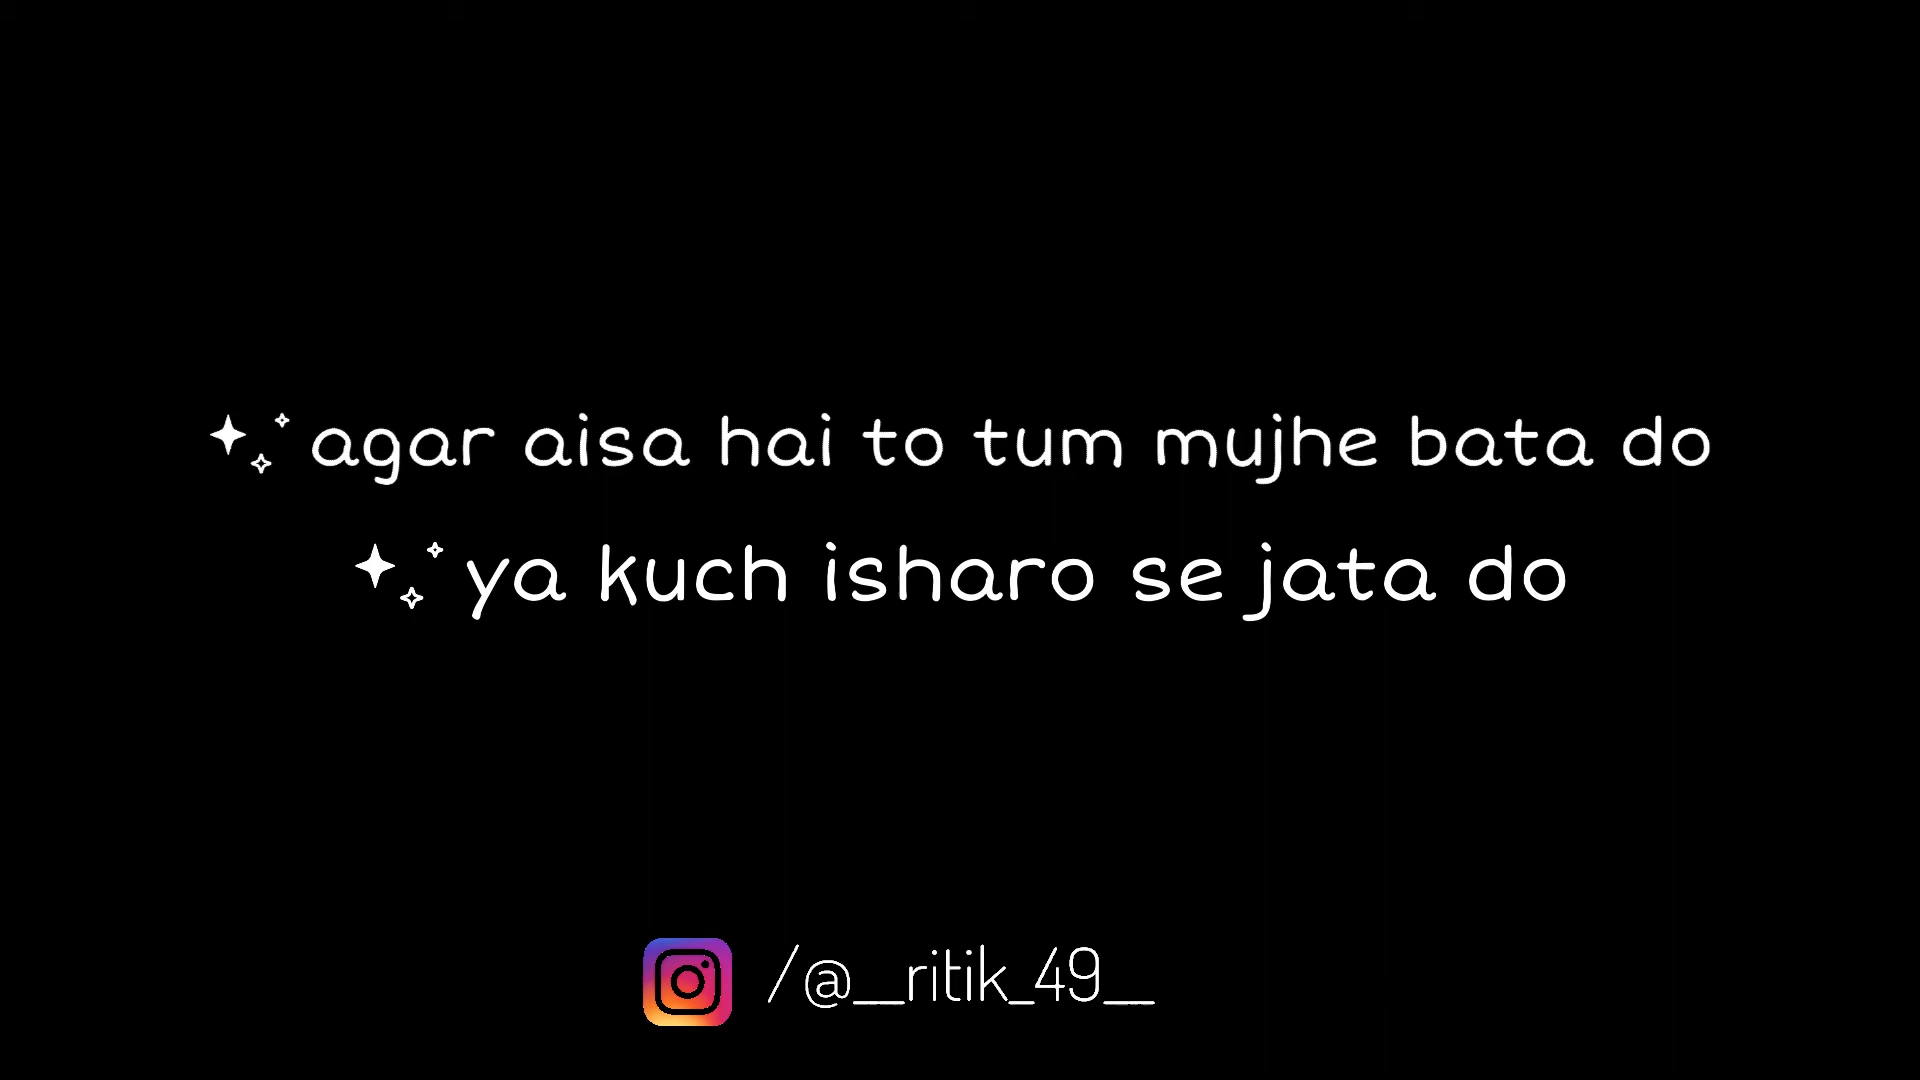 ✨agar aisa hai to tum mujhe bata do
✨ya kuch isharo se jata do
/@__ritik_49__